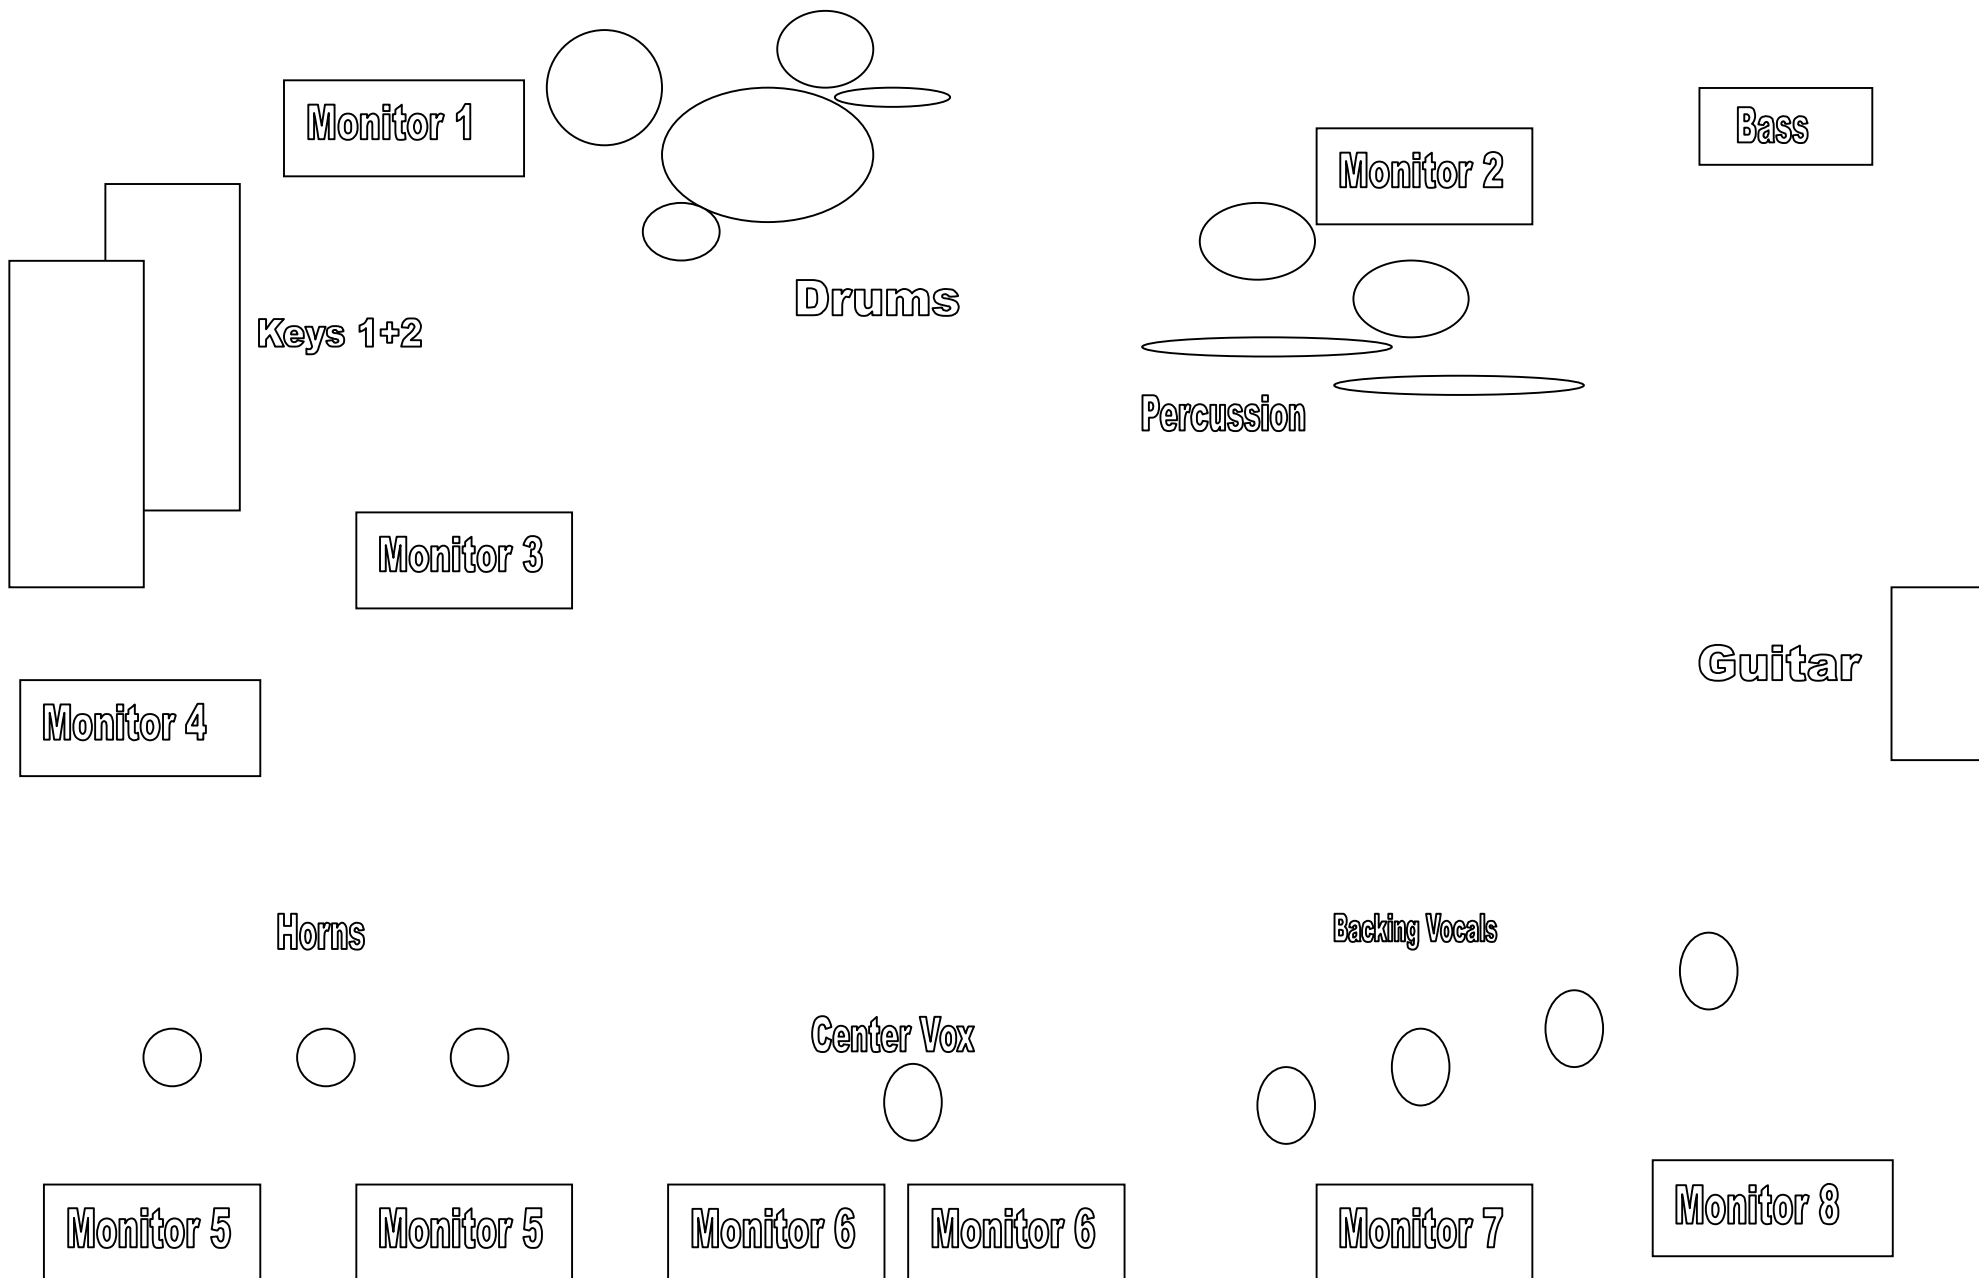 Monitor 1
Bass
Monitor 2
Drums
Keys 1+2
Percussion
Monitor 3
Guitar
Monitor 4
Horns
Backing Vocals
Center Vox
Monitor 5
Monitor 5
Monitor 6
Monitor 6
Monitor 7
Monitor 8